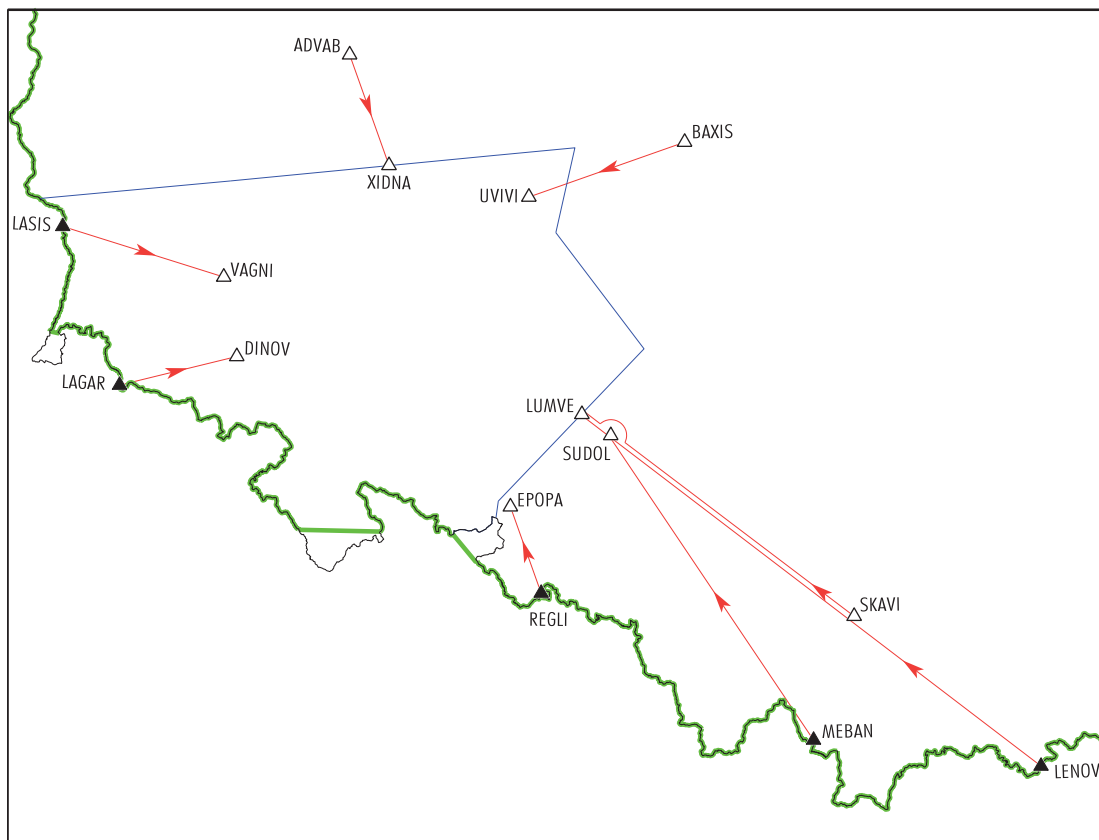 ADVAB
BAXIS
XIDNA
UVIVI
LASIS
VAGNI
DINOV
LAGAR
LUMVE
SUDOL
EPOPA
SKAVI
REGLI
MEBAN
LENOV